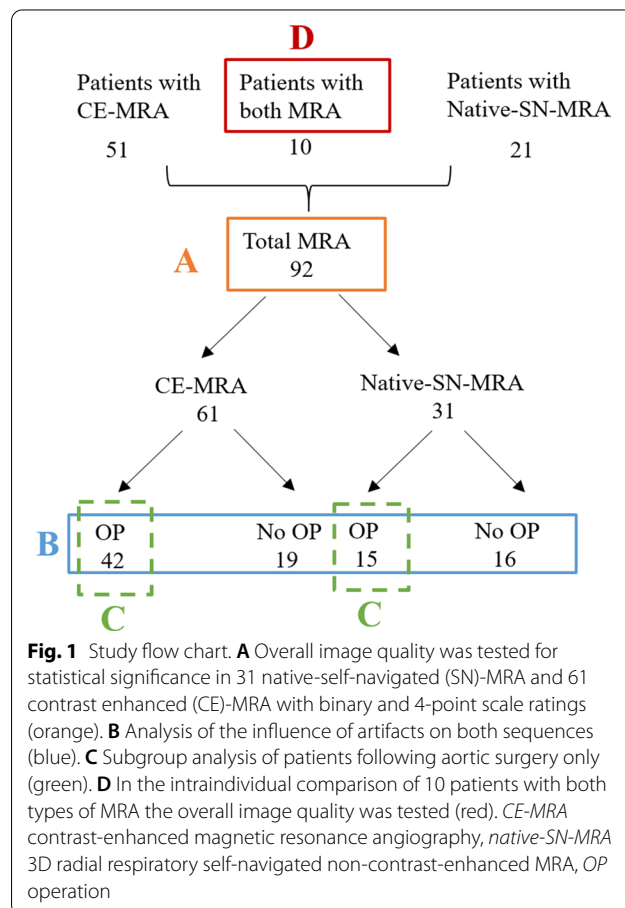 D
Patients with CE-MRA
51
Patients with both MRA
10
Patients with Native-SN-MRA
21
A
Total MRA
92
CE-MRA
61
Native-SN-MRA
31
B
OP
42
No OP
19
OP
15
No OP
16
C
C
Fig. 1 Study flow chart. A Overall image quality was tested for
statistical significance in 31 native-self-navigated (SN)-MRA and 61
contrast enhanced (CE)-MRA with binary and 4-point scale ratings
(orange). B Analysis of the influence of artifacts on both sequences
(blue). C Subgroup analysis of patients following aortic surgery only
(green). D In the intraindividual comparison of 10 patients with both
types of MRA the overall image quality was tested (red). CE-MRA
contrast-enhanced magnetic resonance angiography, native-SN-MRA
3D radial respiratory self-navigated non-contrast-enhanced MRA, OP
operation